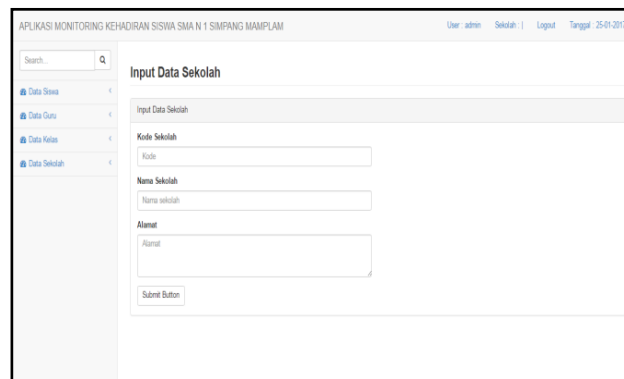 APLIKASI MONITORING KEHADIRAN SISWA SMA N 1 SIMPANG MAMPLAM
User : admin Sekolah : | Logout Tanggal : 25-01-2017
Search...
Data Siswa
Data Guru
Data Kelas
Data Sekolah
Input Data Sekolah
Input Data Sekolah
Kode Sekolah
Kode
Nama Sekolah
Nama sekolah
Alamat
Alamat
Submit Button